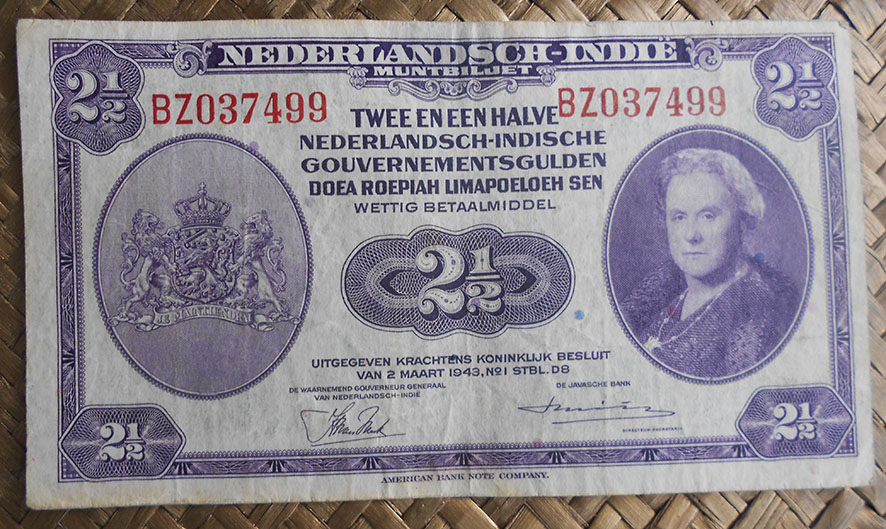 NEDERLANDSCH-INDIË
MUNTBILJET
2½ 2½
BZ037499 BZ037499
TWEE EN EEN HALVE
NEDERLANDSCH-INDISCHE
GOUVERNEMENTSGULDEN
DOEA ROEPIAH LIMAPOELOEH SEN
WETTIG BETAALMIDDEL
2½
JE MAINTIENDRAI
UITGEGEVEN KRACHTENS KONINKLIJK BESLUIT
VAN 2 MAART 1943, No1 STBL. D8
DE WAARNEMEND GOUVERNEUR GENERAAL
VAN NEDERLANDSCH-INDIË
DE JAVASCHE BANK
DIRECTEUR-SECRETARIS
2½ 2½
AMERICAN BANK NOTE COMPANY.